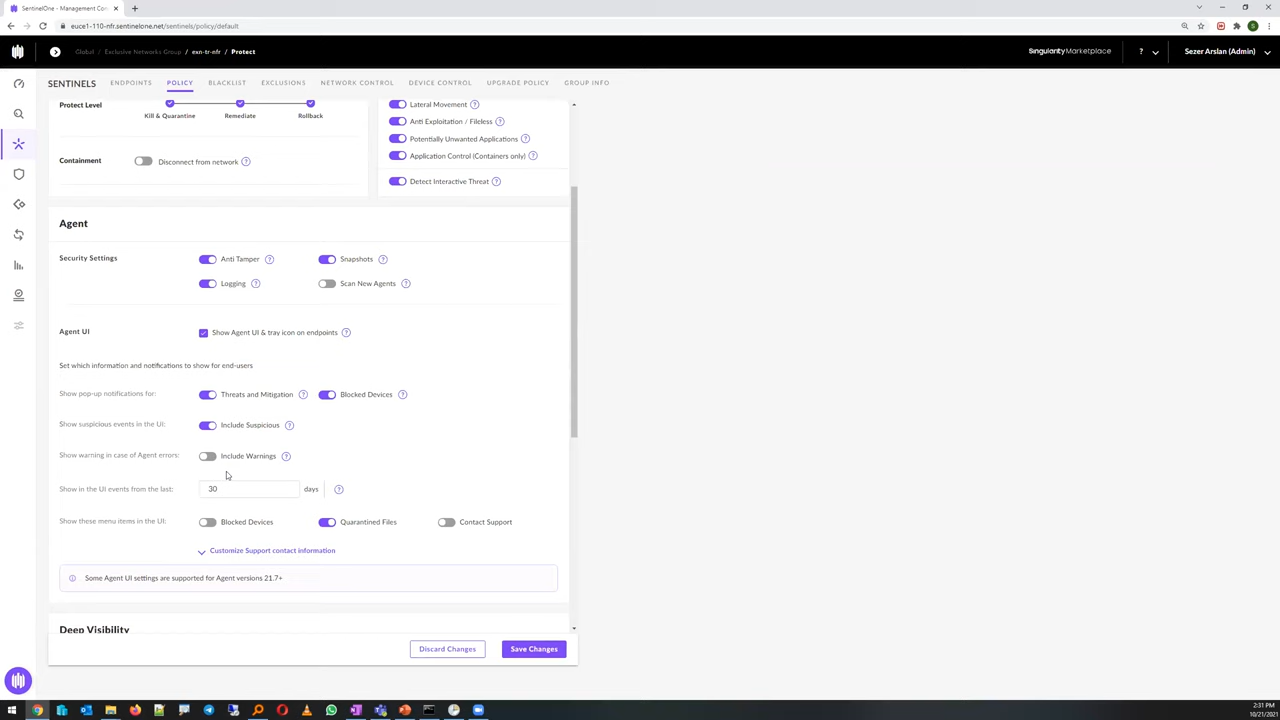 SentinelOne - Management Con
euce1-110-nfr.sentinelone.net/sentinels/policy/default
S
Global / Exclusive Networks Group / exn-tr-nfr / Protect
Singularity Marketplace
?
Sezer Arslan (Admin)
SENTINELS ENDPOINTS POLICY BLACKLIST EXCLUSIONS NETWORK CONTROL DEVICE CONTROL UPGRADE POLICY GROUP INFO
Protect Level
Kill & Quarantine Remediate Rollback
Containment
Disconnect from network ?
Lateral Movement ?
Anti Exploitation / Fileless ?
Potentially Unwanted Applications ?
Application Control (Containers only) ?
Detect Interactive Threat ?
Agent
Security Settings Anti Tamper ? Snapshots ?
Logging ? Scan New Agents ?
Agent UI Show Agent UI & tray icon on endpoints ?
Set which information and notifications to show for end-users
Show pop-up notifications for: Threats and Mitigation ? Blocked Devices ?
Show suspicious events in the UI: Include Suspicious ?
Show warning in case of Agent errors: Include Warnings ?
Show in the UI events from the last: 30 days ?
Show these menu items in the UI: Blocked Devices Quarantined Files Contact Support
Customize Support contact information
Some Agent UI settings are supported for Agent versions 21.7+
Deep Visibility
Discard Changes Save Changes
2:31 PM
10/21/2021